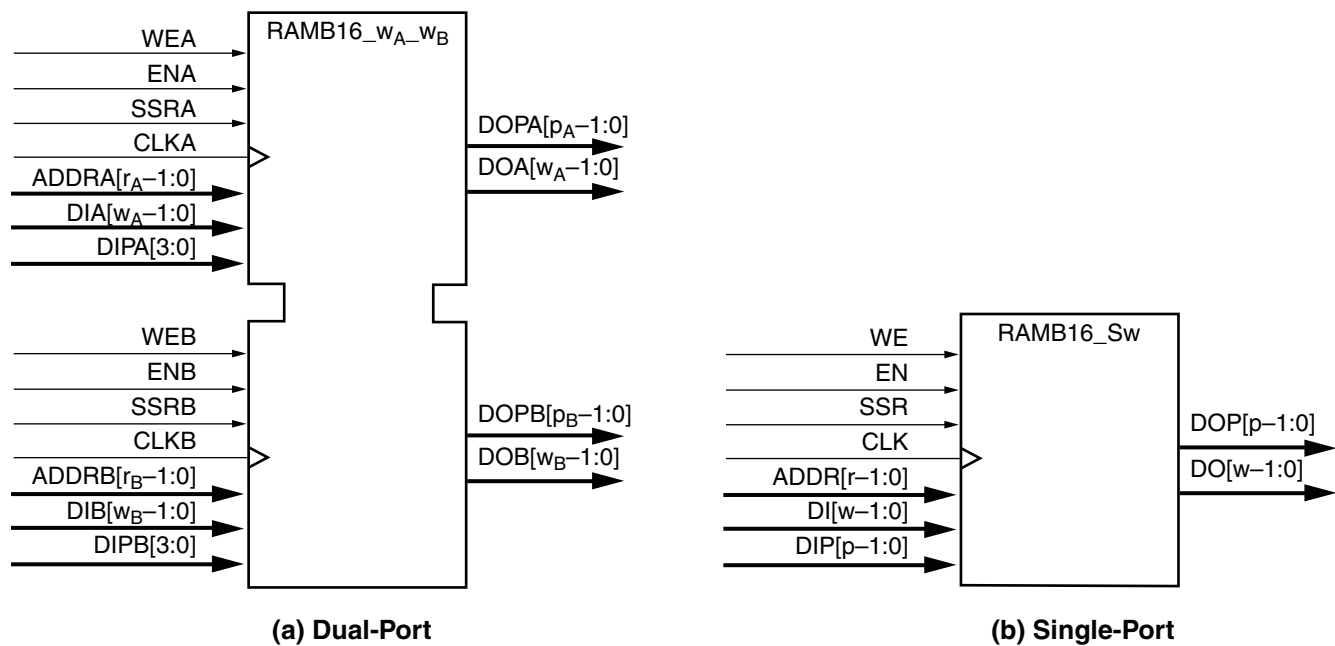 RAMB16_wA_wB
WEA
ENA
SSRA
CLKA
ADDRA[rA–1:0]
DIA[wA–1:0]
DIPA[3:0]
DOPA[pA–1:0]
DOA[wA–1:0]
WEB
ENB
SSRB
CLKB
ADDRB[rB–1:0]
DIB[wB–1:0]
DIPB[3:0]
DOPB[pB–1:0]
DOB[wB–1:0]
(a) Dual-Port
RAMB16_Sw
WE
EN
SSR
CLK
ADDR[r–1:0]
DI[w–1:0]
DIP[p–1:0]
DOP[p–1:0]
DO[w–1:0]
(b) Single-Port